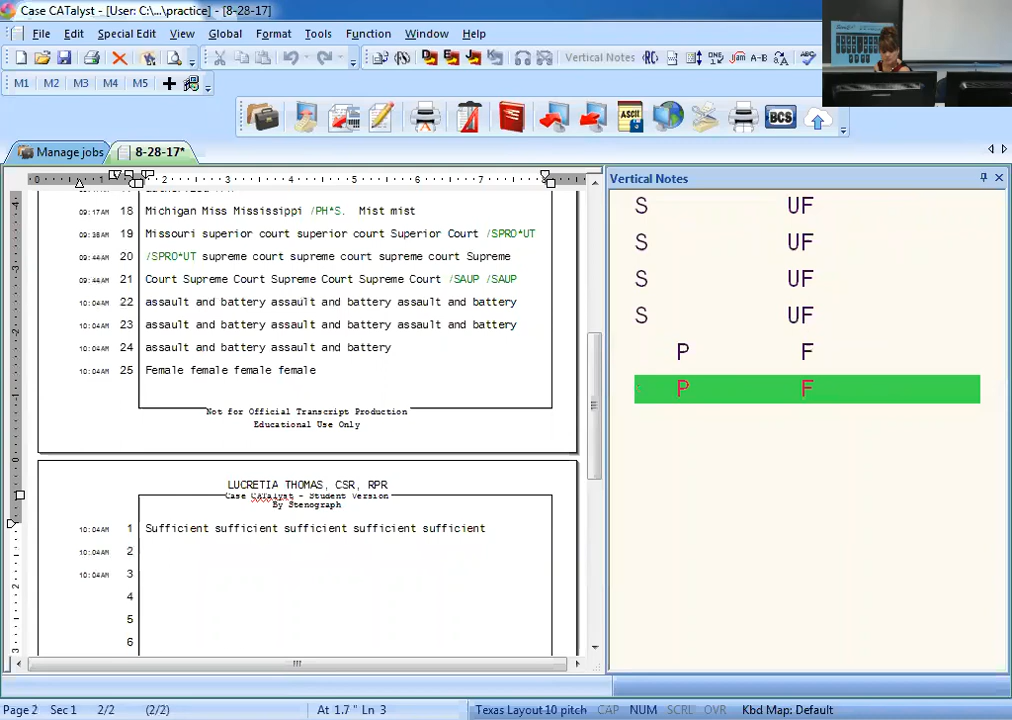 Case CATalyst - [User: C:\...\practice] - [8-28-17]
File Edit Special Edit View Global Format Tools Function Window Help
Vertical Notes
M1 M2 M3 M4 M5
ASCII BCS
Manage jobs 8-28-17*
Vertical Notes
09:17AM 18 Michigan Miss Mississippi /PH*S. Mist mist
09:38AM 19 Missouri superior court superior court Superior Court /SPRO*UT
09:44AM 20 /SPRO*UT supreme court supreme court supreme court Supreme
09:44AM 21 Court Supreme Court Supreme Court Supreme Court /SAUP /SAUP
10:04AM 22 assault and battery assault and battery assault and battery
10:04AM 23 assault and battery assault and battery assault and battery
10:04AM 24 assault and battery assault and battery
10:04AM 25 Female female female female
Not for Official Transcript Production
Educational Use Only
LUCRETIA THOMAS, CSR, RPR
Case CATalyst - Student Version
By Stenograph
10:04AM 1 Sufficient sufficient sufficient sufficient sufficient
10:04AM 2
10:04AM 3
4
5
6
S UF
S UF
S UF
S UF
P F
P F
Page 2 Sec 1 2/2 (2/2) At 1.7 " Ln 3 Texas Layout 10 pitch CAP NUM SCRL OVR Kbd Map: Default